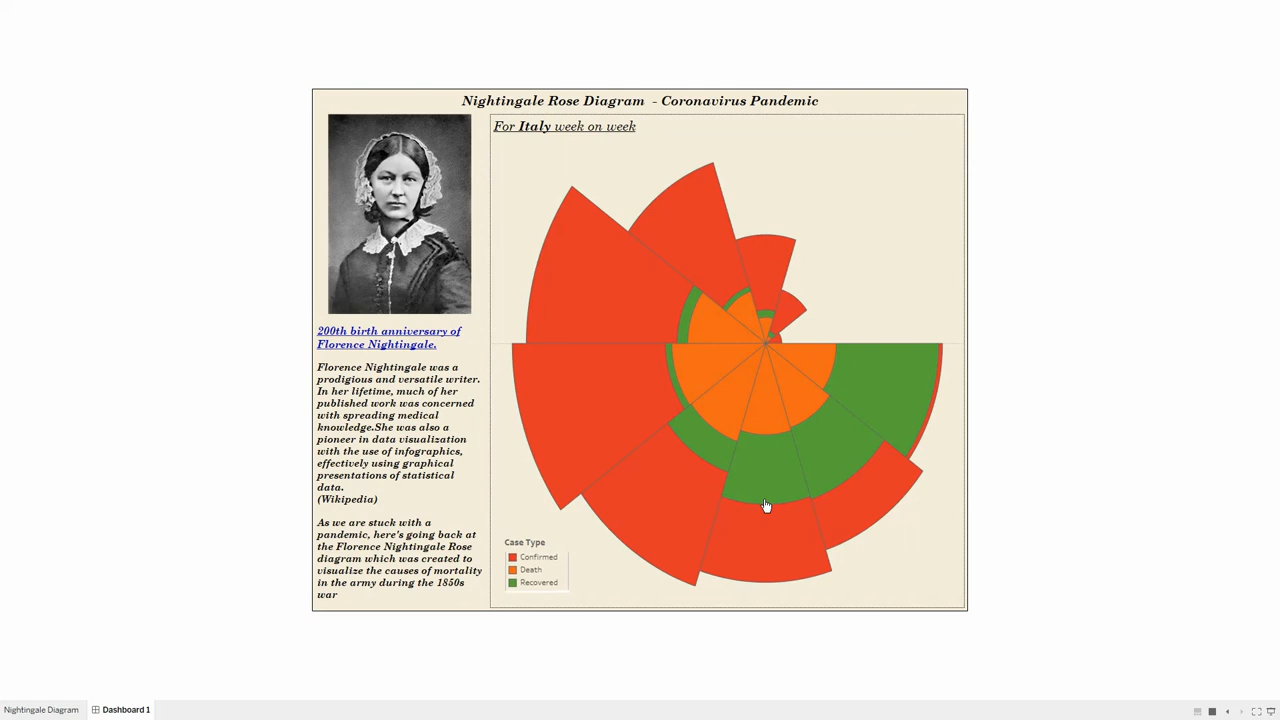 Nightingale Rose Diagram - Coronavirus Pandemic
For Italy week on week
200th birth anniversary of
Florence Nightingale.
Florence Nightingale was a
prodigious and versatile writer.
In her lifetime, much of her
published work was concerned
with spreading medical
knowledge.She was also a
pioneer in data visualization
with the use of infographics,
effectively using graphical
presentations of statistical
data.
(Wikipedia)
As we are stuck with a
pandemic, here's going back at
the Florence Nightingale Rose
diagram which was created to
visualize the causes of mortality
in the army during the 1850s
war
Case Type
Confirmed
Death
Recovered
Nightingale Diagram
Dashboard 1